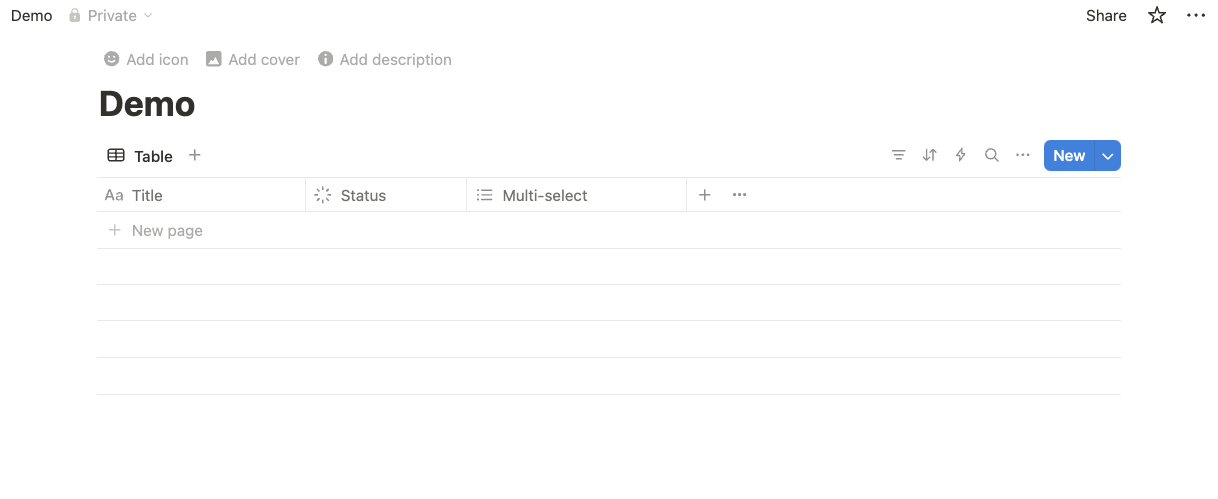 Demo Private Share
Add icon Add cover Add description
Demo
Table New
Aa Title Status Multi-select
New page